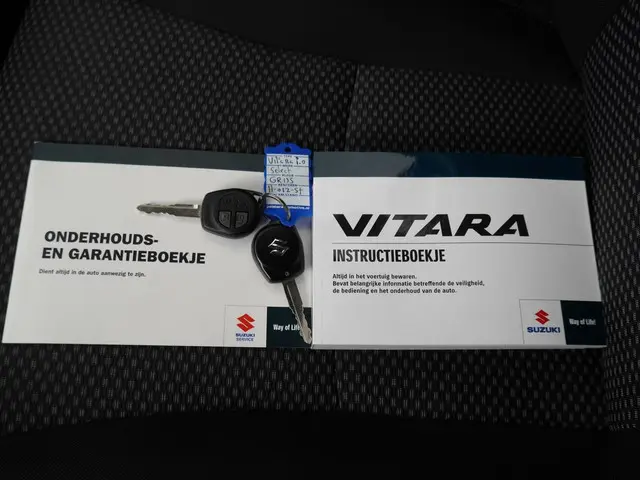 ONDERHOUDS-
EN GARANTIEBOEKJE
Dient altijd in de auto aanwezig te zijn.
SUZUKI
SERVICE
Way of Life!
Vitara 1.0
Select
GRIJS
VITARA
INSTRUCTIEBOEKJE
Altijd in het voertuig bewaren.
Bevat belangrijke informatie betreffende de veiligheid,
de bediening en het onderhoud van de auto.
SUZUKI
Way of Life!